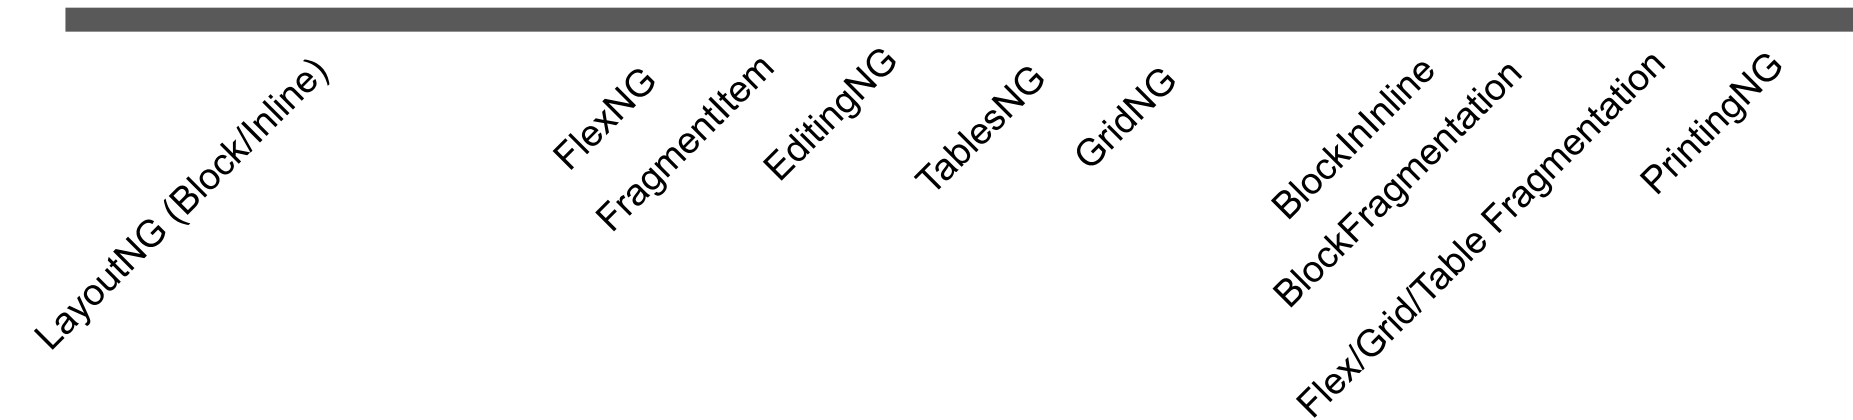 LayoutNG (Block/Inline)
FlexNG
FragmentItem
EditingNG
TablesNG
GridNG
BlockInInline
BlockFragmentation
Flex/Grid/Table Fragmentation
PrintingNG